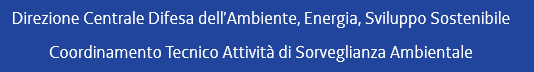 Direzione Centrale Difesa dell'Ambiente, Energia, Sviluppo Sostenibile
Coordinamento Tecnico Attività di Sorveglianza Ambientale